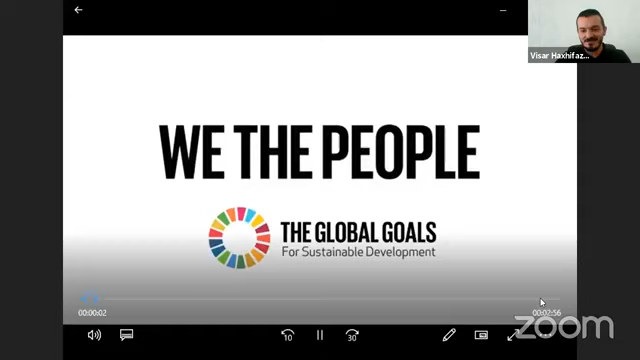 Visar Haxhifaz...
WE THE PEOPLE
THE GLOBAL GOALS
For Sustainable Development
00:00:02
00:02:56
10
30
zoom